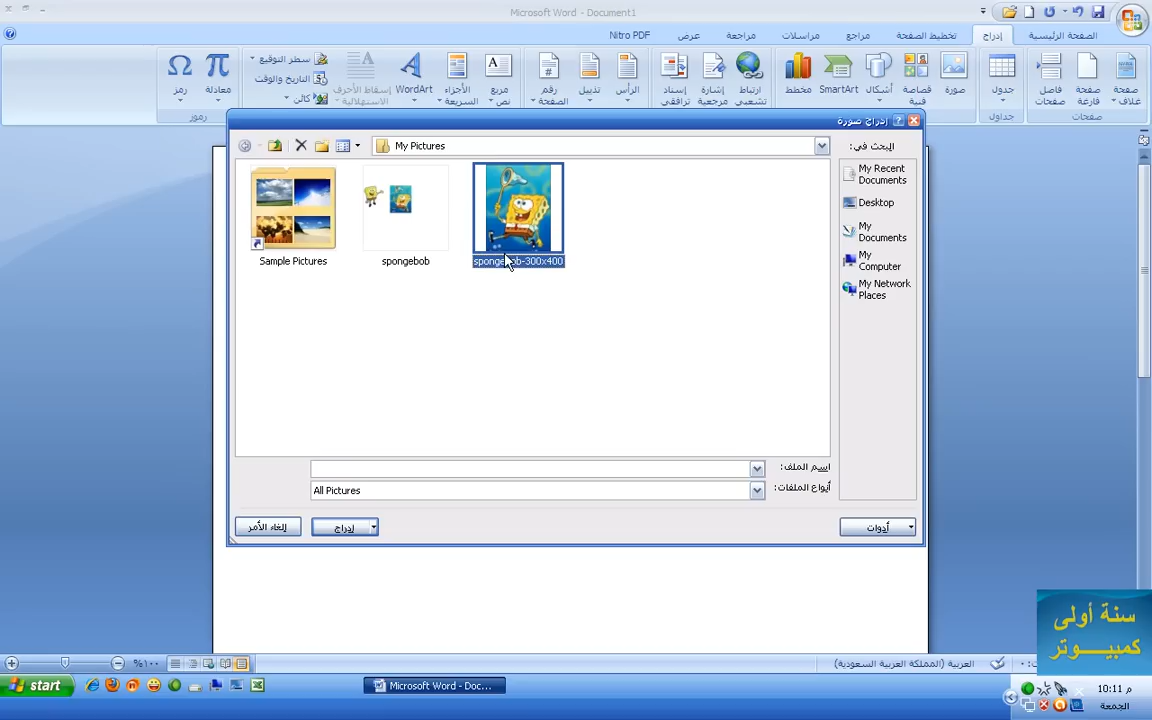 Microsoft Word - Document1
الصفحة الرئيسية
إدراج
تخطيط الصفحة
مراجع
مراسلات
مراجعة
عرض
Nitro PDF
صفحة
غلاف
صفحة
فارغة
فاصل
صفحات
صفحات
جدول
جداول
صورة
قصاصة
فنية
أشكال
SmartArt
مخطط
ارتباط
تشعبي
إشارة
مرجعية
إسناد
ترافقي
الرأس
تذييل
رقم
الصفحة
مربع
نص
الأجزاء
السريعة
WordArt
إسقاط الأحرف
الاستهلالية
سطر التوقيع
التاريخ والوقت
كائن
معادلة
رمز
رموز
إدراج صورة
البحث في:
My Pictures
My Recent
Documents
Desktop
My
Documents
My
Computer
My Network
Places
Sample Pictures
spongebob
spongebob-300x400
اسم الملف:
أنواع الملفات:
All Pictures
أدوات
إدراج
إلغاء الأمر
سنة أولى
كمبيوتر
العربية (المملكة العربية السعودية)
%١٠٠
start
Microsoft Word - Doc...
10:11 م
الجمعة